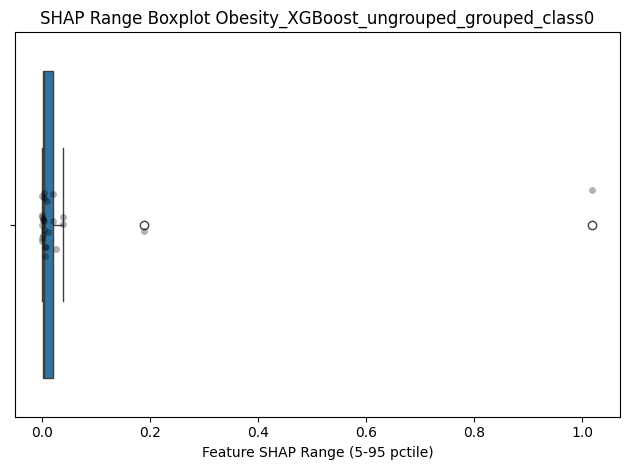 SHAP Range Boxplot Obesity_XGBoost_ungrouped_grouped_class0
0.0 0.2 0.4 0.6 0.8 1.0
Feature SHAP Range (5-95 pctile)